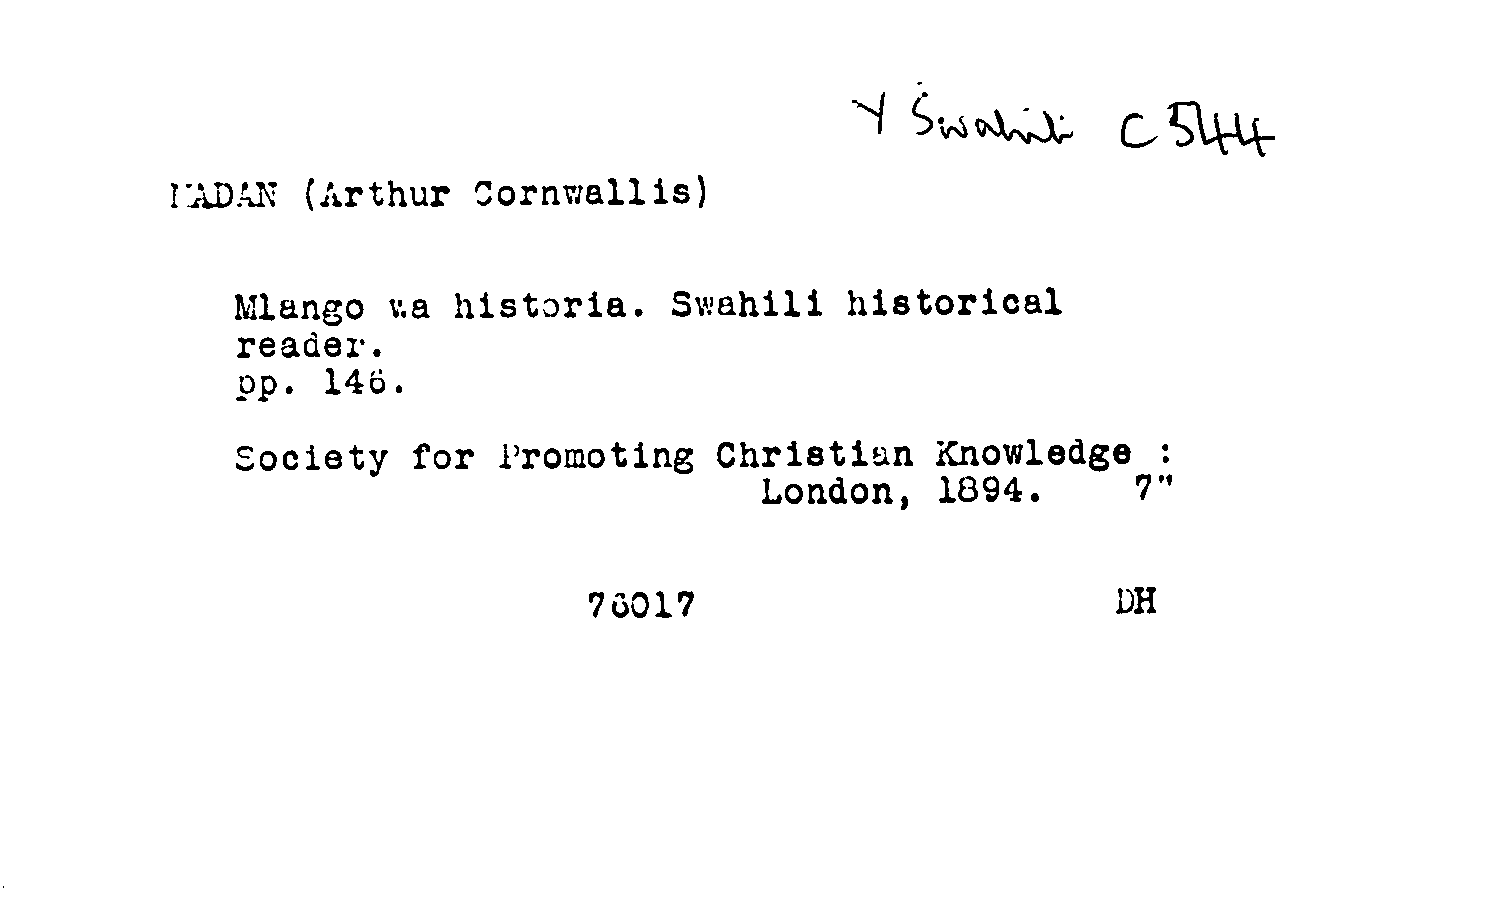 Y Swahili C 544
MADAN (Arthur Cornwallis)
Mlango wa historia. Swahili historical
reader.
pp. 146.
Society for Promoting Christian Knowledge :
London, 1894. 7"
76017 DH